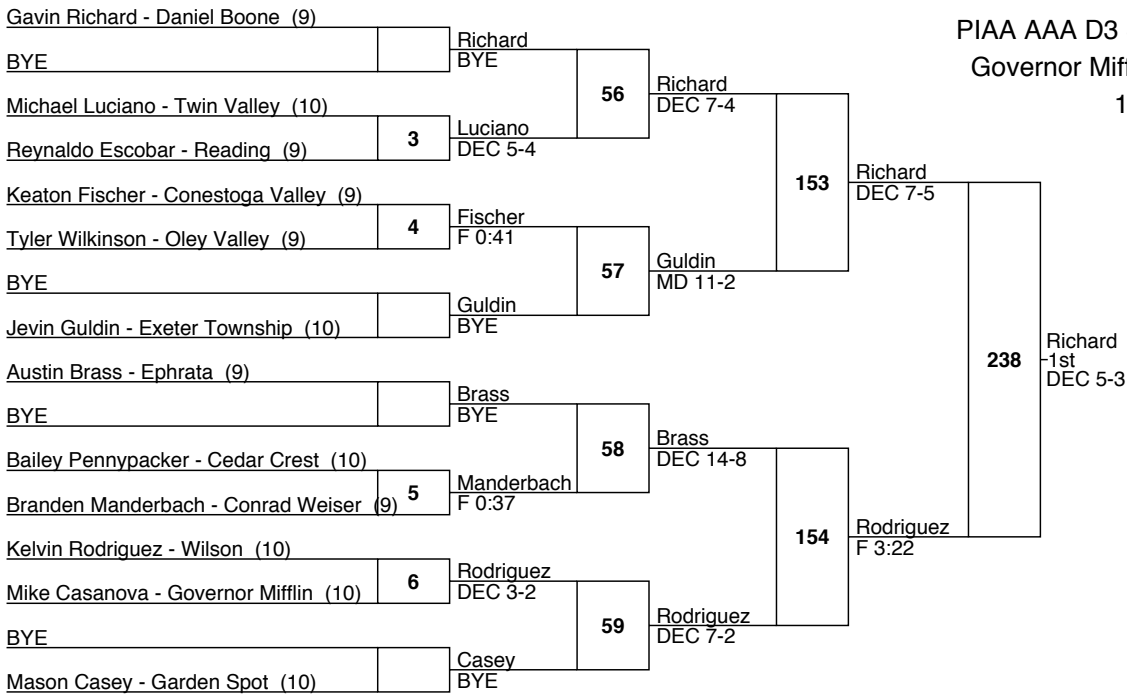 Gavin Richard - Daniel Boone (9)
BYE
Richard
BYE
Michael Luciano - Twin Valley (10)
3
Reynaldo Escobar - Reading (9)
Luciano
DEC 5-4
56
Richard
DEC 7-4
Keaton Fischer - Conestoga Valley (9)
4
Tyler Wilkinson - Oley Valley (9)
Fischer
F 0:41
BYE
Jevin Guldin - Exeter Township (10)
Guldin
BYE
57
Guldin
MD 11-2
153
Richard
DEC 7-5
Austin Brass - Ephrata (9)
BYE
Brass
BYE
Bailey Pennypacker - Cedar Crest (10)
5
Branden Manderbach - Conrad Weiser (9)
Manderbach
F 0:37
58
Brass
DEC 14-8
Kelvin Rodriguez - Wilson (10)
6
Mike Casanova - Governor Mifflin (10)
Rodriguez
DEC 3-2
BYE
Mason Casey - Garden Spot (10)
Casey
BYE
59
Rodriguez
DEC 7-2
154
Rodriguez
F 3:22
238
Richard
1st
DEC 5-3
PIAA AAA D3
Governor Miff
1